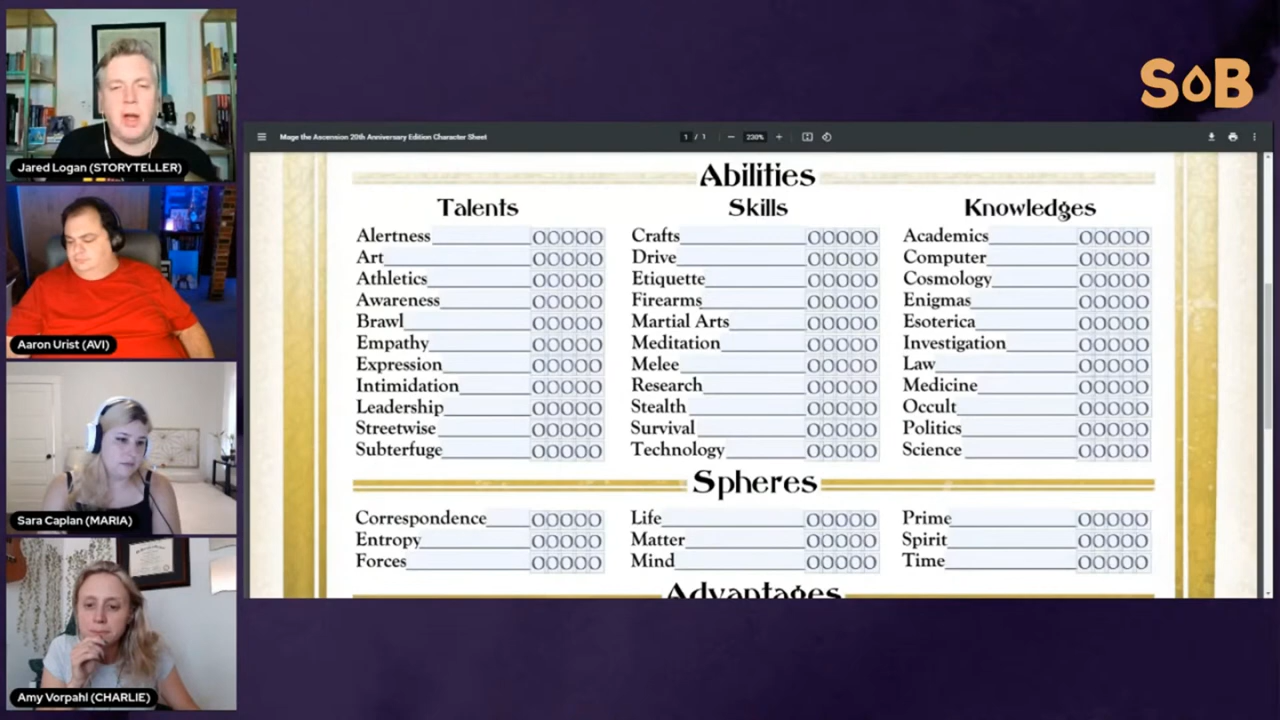 Jared Logan (STORYTELLER)
Aaron Urist (AVI)
Sara Caplan (MARIA)
Amy Vorpahl (CHARLIE)
SOB
Mage the Ascension 20th Anniversary Edition Character Sheet
1 / 1
230%
Abilities
Talents Skills Knowledges
Alertness Crafts Academics
Art Drive Computer
Athletics Etiquette Cosmology
Awareness Firearms Enigmas
Brawl Martial Arts Esoterica
Empathy Meditation Investigation
Expression Melee Law
Intimidation Research Medicine
Leadership Stealth Occult
Streetwise Survival Politics
Subterfuge Technology Science
Spheres
Correspondence Life Prime
Entropy Matter Spirit
Forces Mind Time
Advantages